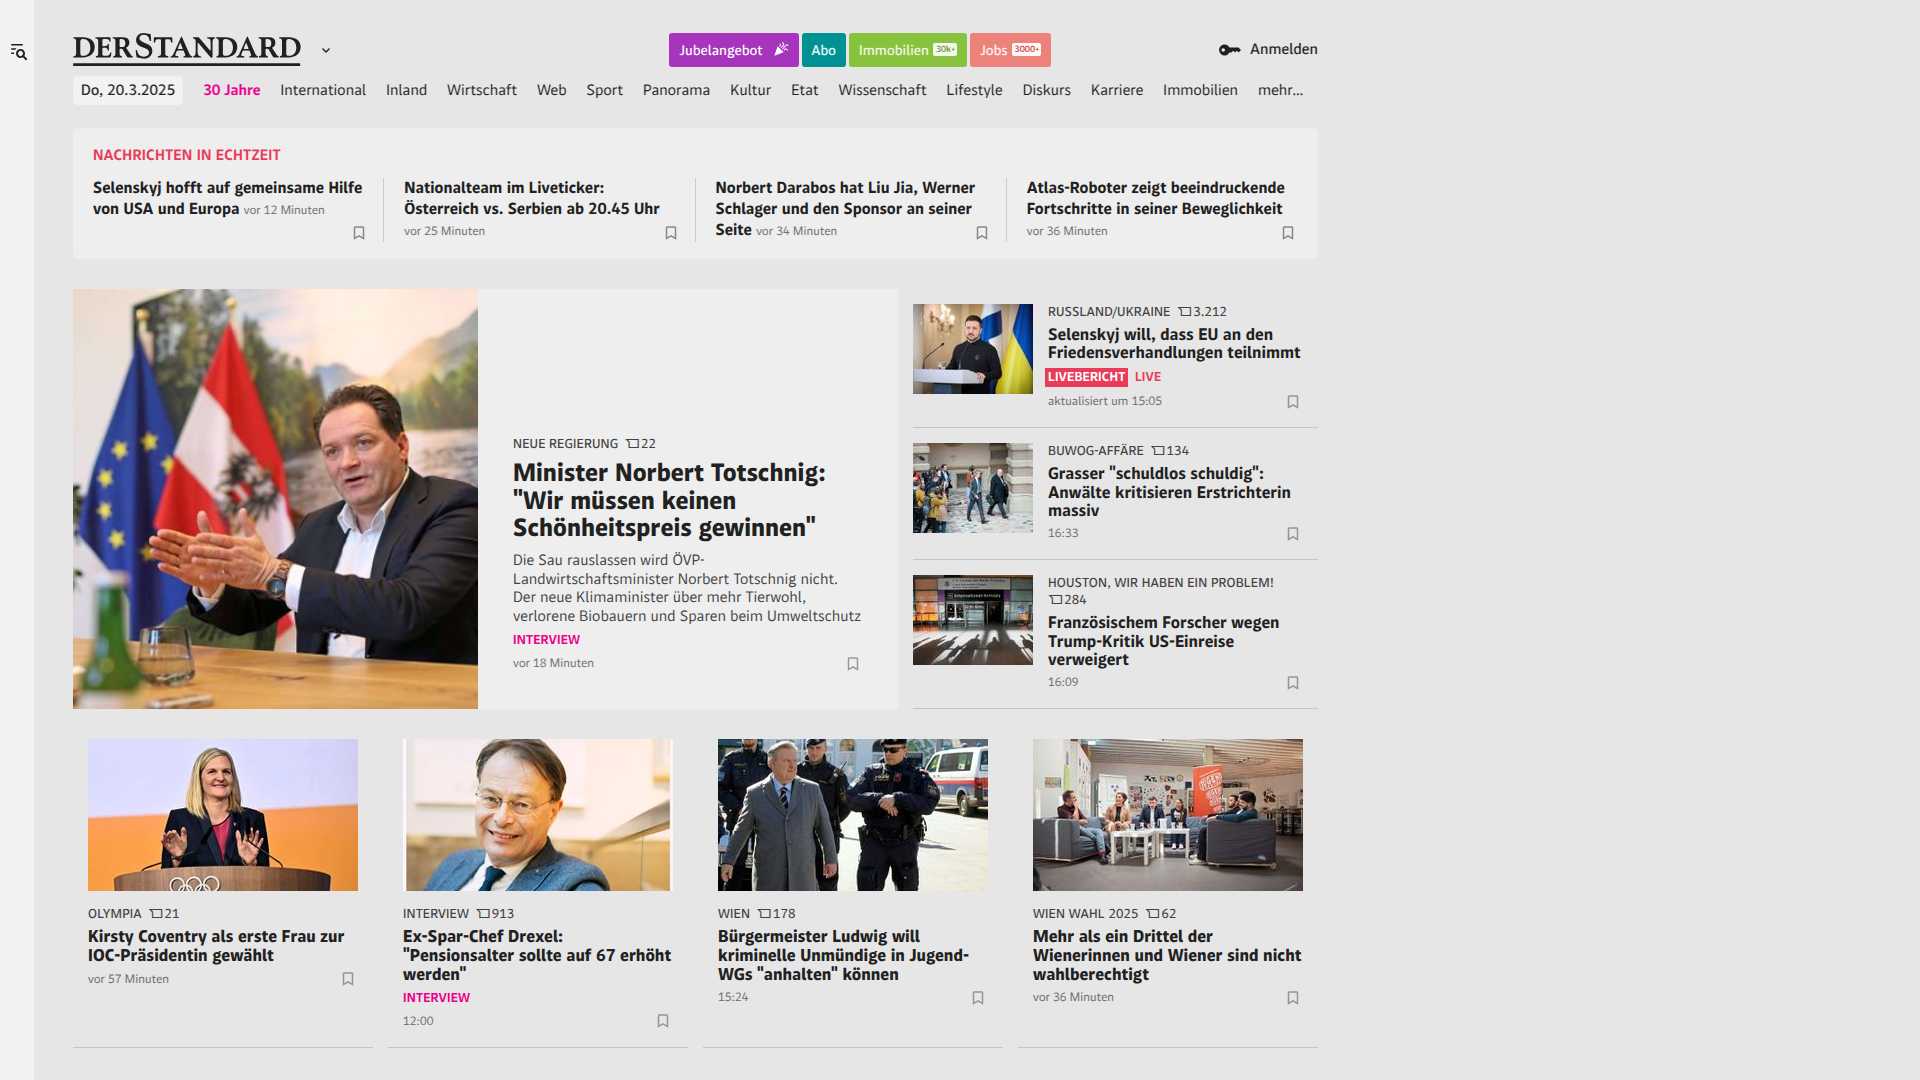 DERSTANDARD
Jubelangebot
Abo
Immobilien 30k+
Jobs 3000+
Anmelden
Do, 20.3.2025
30 Jahre
International
Inland
Wirtschaft
Web
Sport
Panorama
Kultur
Etat
Wissenschaft
Lifestyle
Diskurs
Karriere
Immobilien
mehr...
NACHRICHTEN IN ECHTZEIT
Selenskyj hofft auf gemeinsame Hilfe
von USA und Europa vor 12 Minuten
Nationalteam im Liveticker:
Österreich vs. Serbien ab 20.45 Uhr
vor 25 Minuten
Norbert Darabos hat Liu Jia, Werner
Schlager und den Sponsor an seiner
Seite vor 34 Minuten
Atlas-Roboter zeigt beeindruckende
Fortschritte in seiner Beweglichkeit
vor 36 Minuten
NEUE REGIERUNG 22
Minister Norbert Totschnig:
"Wir müssen keinen
Schönheitspreis gewinnen"
Die Sau rauslassen wird ÖVP-
Landwirtschaftsminister Norbert Totschnig nicht.
Der neue Klimaminister über mehr Tierwohl,
verlorene Biobauern und Sparen beim Umweltschutz
INTERVIEW
vor 18 Minuten
RUSSLAND/UKRAINE 3.212
Selenskyj will, dass EU an den
Friedensverhandlungen teilnimmt
LIVEBERICHT LIVE
aktualisiert um 15:05
BUWOG-AFFÄRE 134
Grasser "schuldlos schuldig":
Anwälte kritisieren Erstrichterin
massiv
16:33
HOUSTON, WIR HABEN EIN PROBLEM!
284
Französischem Forscher wegen
Trump-Kritik US-Einreise
verweigert
16:09
OLYMPIA 21
Kirsty Coventry als erste Frau zur
IOC-Präsidentin gewählt
vor 57 Minuten
INTERVIEW 913
Ex-Spar-Chef Drexel:
"Pensionsalter sollte auf 67 erhöht
werden"
INTERVIEW
12:00
WIEN 178
Bürgermeister Ludwig will
kriminelle Unmündige in Jugend-
WGs "anhalten" können
15:24
WIEN WAHL 2025 62
Mehr als ein Drittel der
Wienerinnen und Wiener sind nicht
wahlberechtigt
vor 36 Minuten